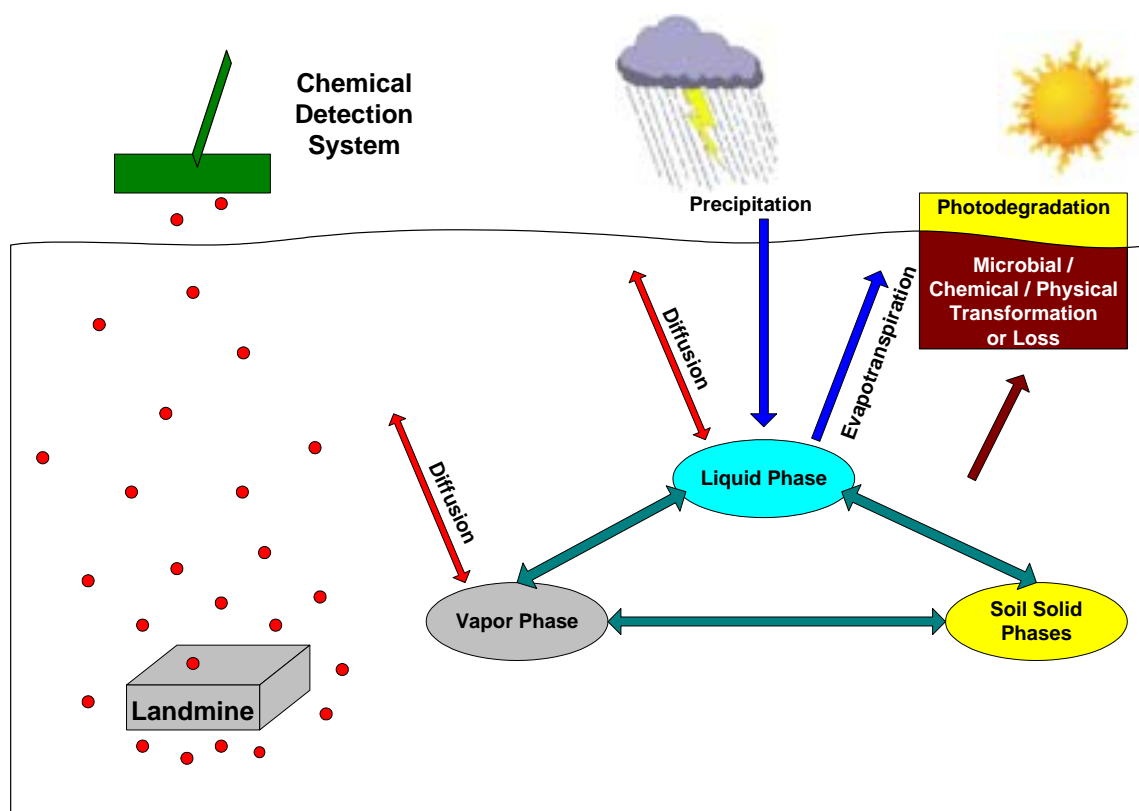 Chemical
Detection
System
Precipitation
Photodegradation
Microbial /
Chemical / Physical
Transformation
or Loss
Diffusion
Evapotranspiration
Diffusion
Liquid Phase
Vapor Phase
Soil Solid
Phases
Landmine